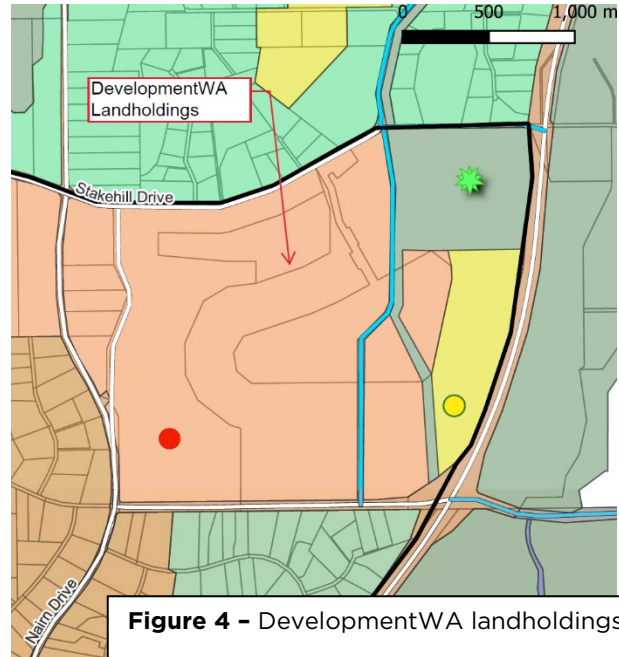 0 500 1,000 m
DevelopmentWA
Landholdings
Stakehill Drive
Nairn Drive
Figure 4 – DevelopmentWA landholdings